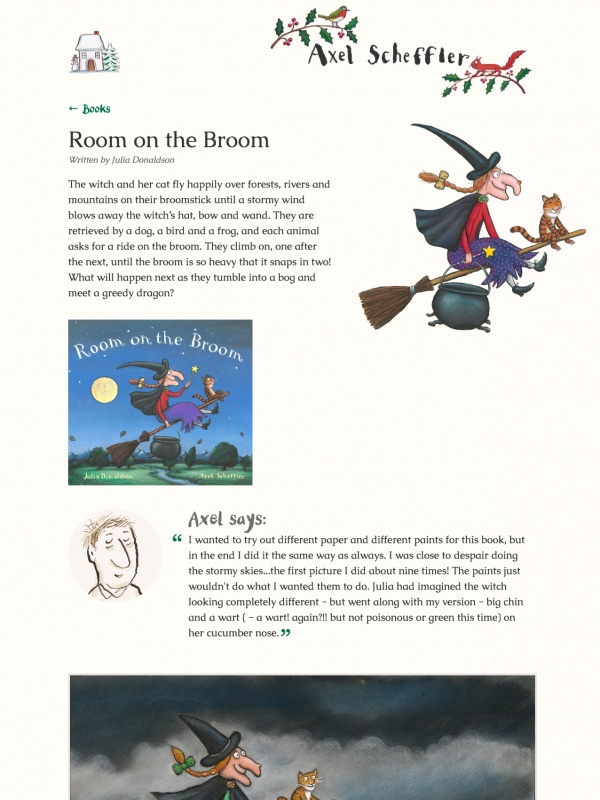 Axel Scheffler
← Books
Room on the Broom
Written by Julia Donaldson
The witch and her cat fly happily over forests, rivers and
mountains on their broomstick until a stormy wind
blows away the witch's hat, bow and wand. They are
retrieved by a dog, a bird and a frog, and each animal
asks for a ride on the broom. They climb on, one after
the next, until the broom is so heavy that it snaps in two!
What will happen next as they tumble into a bog and
meet a greedy dragon?
Room on the Broom
Julia Donaldson Axel Scheffler
Axel says:
“ I wanted to try out different paper and different paints for this book, but
in the end I did it the same way as always. I was close to despair doing
the stormy skies...the first picture I did about nine times! The paints just
wouldn't do what I wanted them to do. Julia had imagined the witch
looking completely different – but went along with my version – big chin
and a wart ( – a wart! again?!! but not poisonous or green this time) on
her cucumber nose. ”